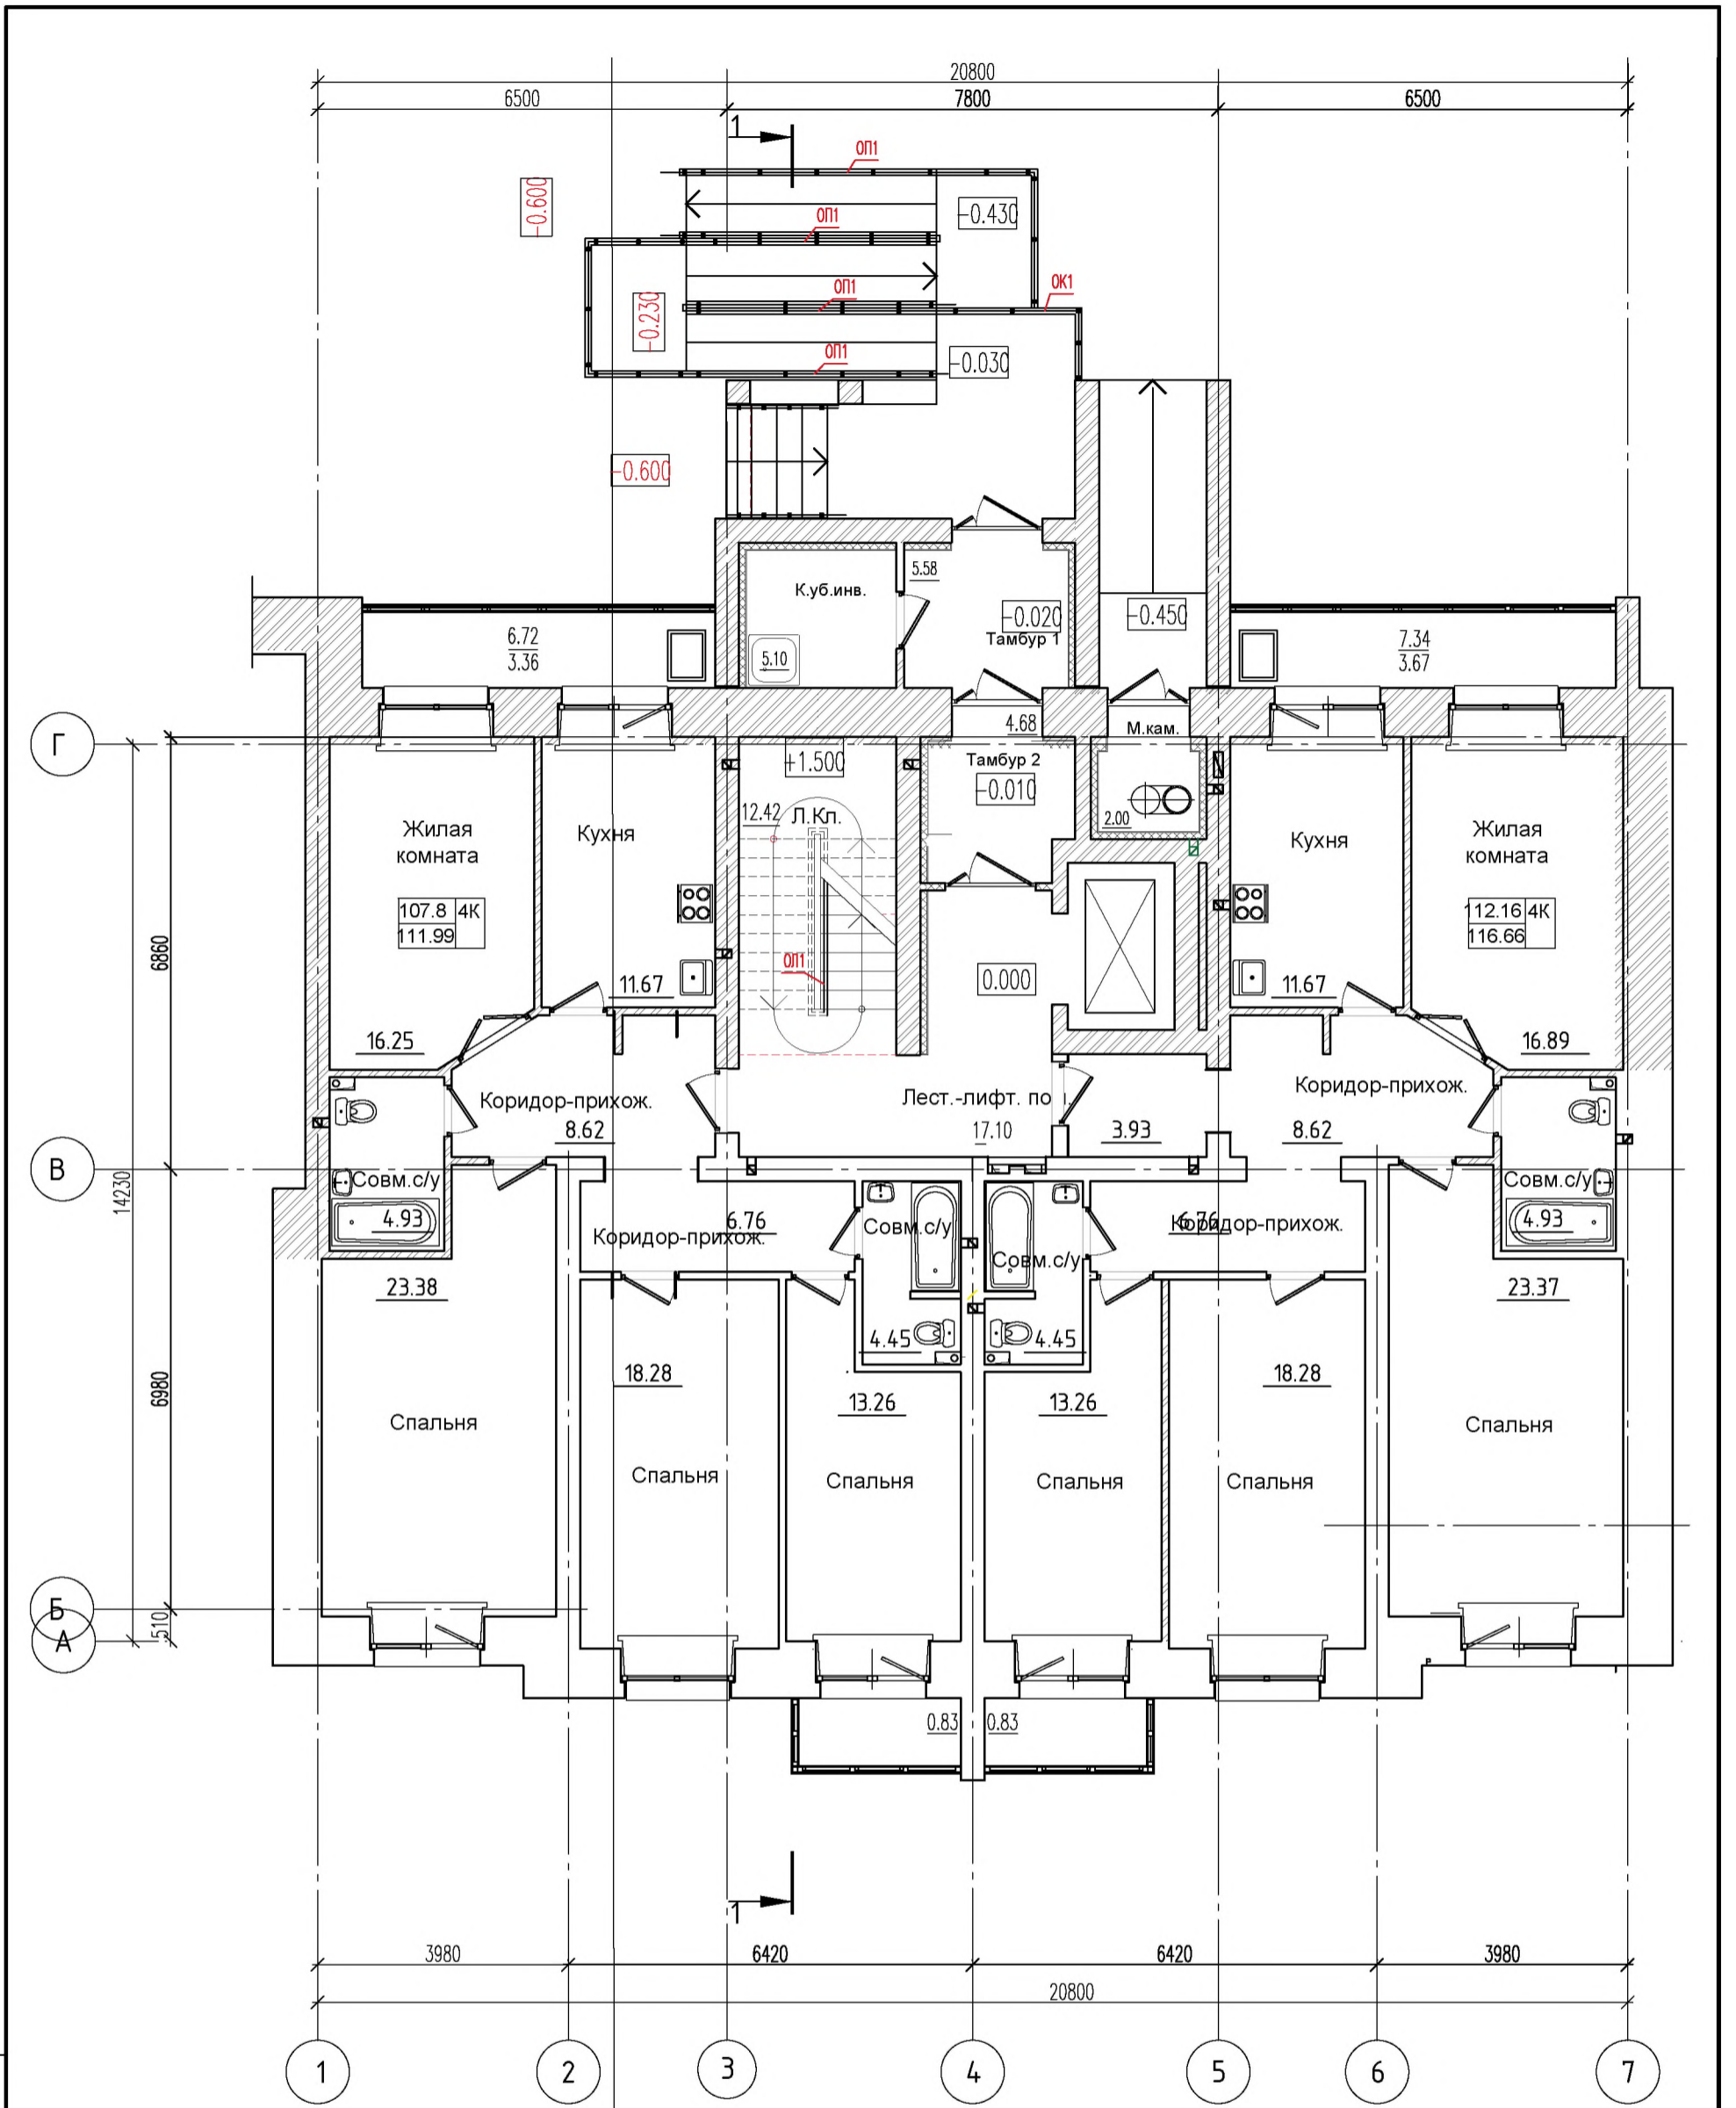 20800
6500
7800
6500
1
ОП1
-0.600
-0.430
ОП1
ОП1
ОК1
-0.230
ОП1
-0.030
-0.600
5.58
К.уб.инв.
-0.020
-0.450
Тамбур 1
6.72
3.36
5.10
7.34
3.67
Г
4.68
М.кам.
+1.500
Тамбур 2
-0.010
12.42
Л.Кл.
2.00
Жилая
комната
Кухня
Кухня
Жилая
комната
107.8 4К
111.99
112.16 4К
116.66
6860
ОЛ1
0.000
11.67
11.67
16.25
16.89
Коридор-прихож.
Лест.-лифт.
Коридор-прихож.
8.62
17.10
3.93
8.62
В
14230
Совм.с/у
Совм.с/у
4.93
6.76
Коридор-прихож.
Совм.с/у
Совм.с/у
6.76
Коридор-прихож.
4.93
23.38
23.37
4.45
4.45
6980
18.28
13.26
13.26
18.28
Спальня
Спальня
Спальня
Спальня
Спальня
Спальня
Б
510
А
0.83
0.83
1
3980
6420
6420
3980
20800
1
2
3
4
5
6
7